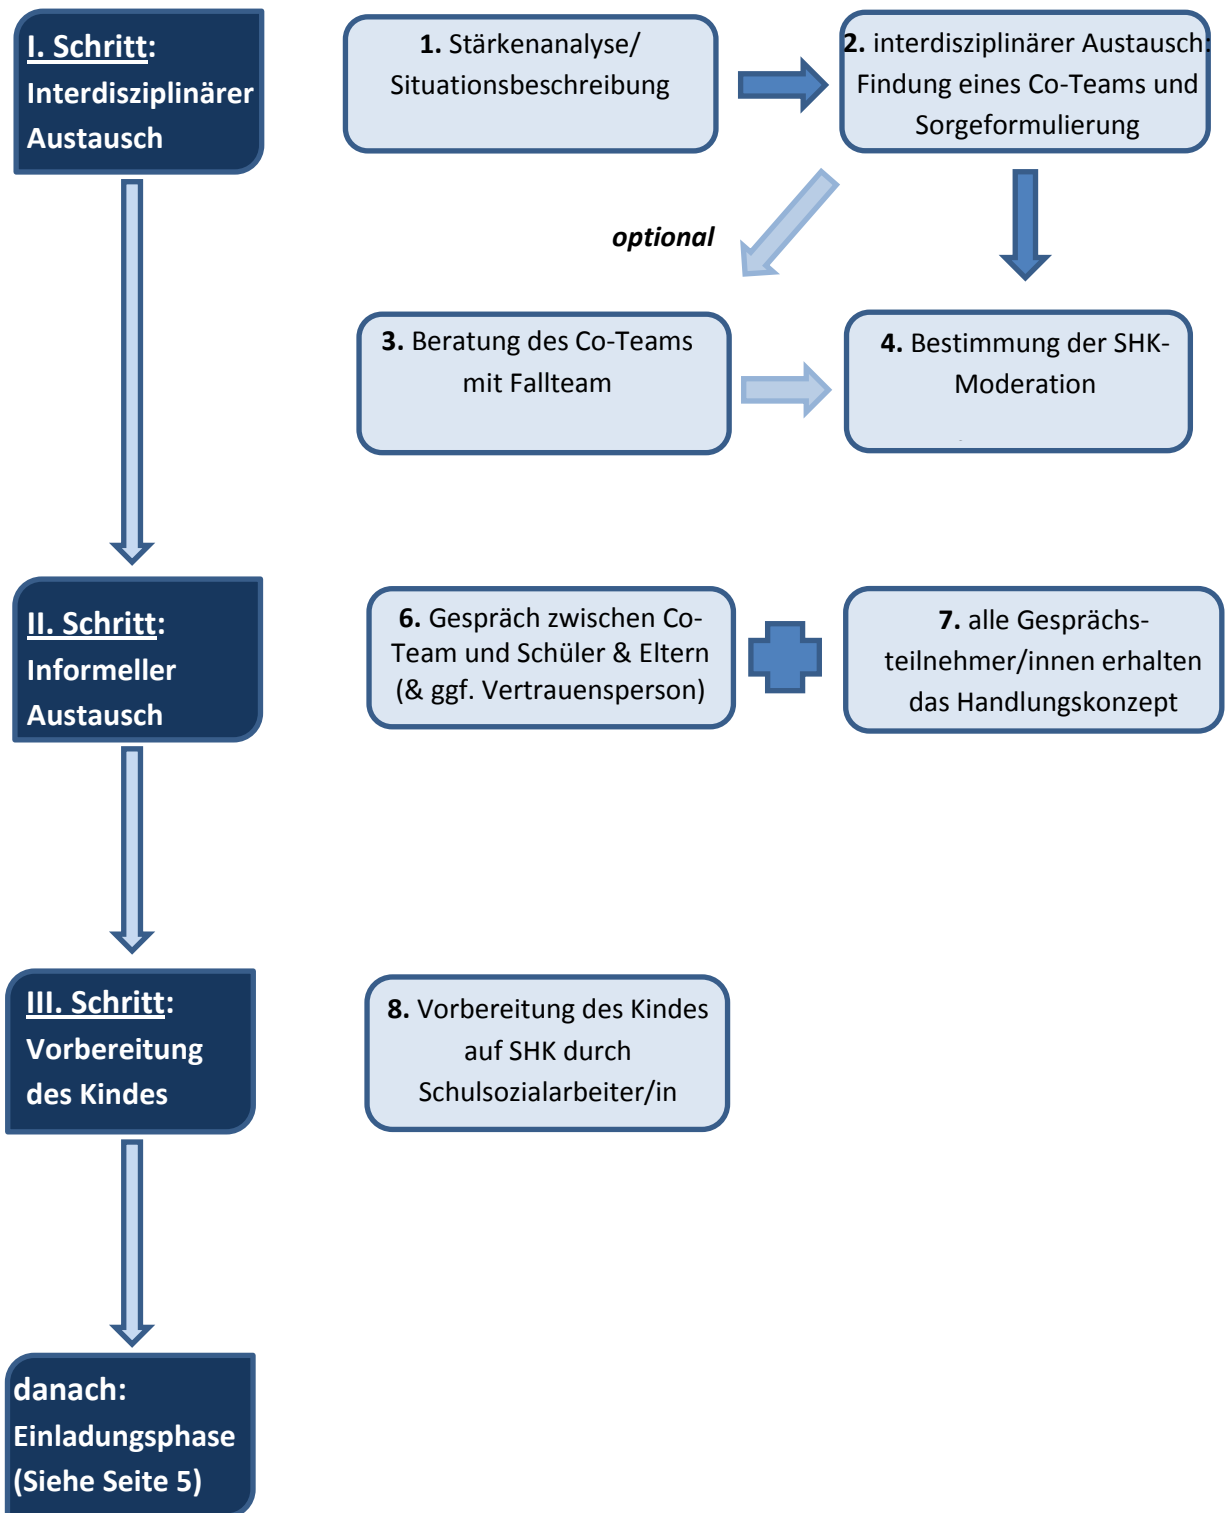 I. Schritt:
Interdisziplinärer
Austausch
1. Stärkenanalyse/
Situationsbeschreibung
2. interdisziplinärer Austausch:
Findung eines Co-Teams und
Sorgeformulierung
optional
3. Beratung des Co-Teams
mit Fallteam
4. Bestimmung der SHK-
Moderation
II. Schritt:
Informeller
Austausch
6. Gespräch zwischen Co-
Team und Schüler & Eltern
(& ggf. Vertrauensperson)
7. alle Gesprächs-
teilnehmer/innen erhalten
das Handlungskonzept
III. Schritt:
Vorbereitung
des Kindes
8. Vorbereitung des Kindes
auf SHK durch
Schulsozialarbeiter/in
danach:
Einladungsphase
(Siehe Seite 5)